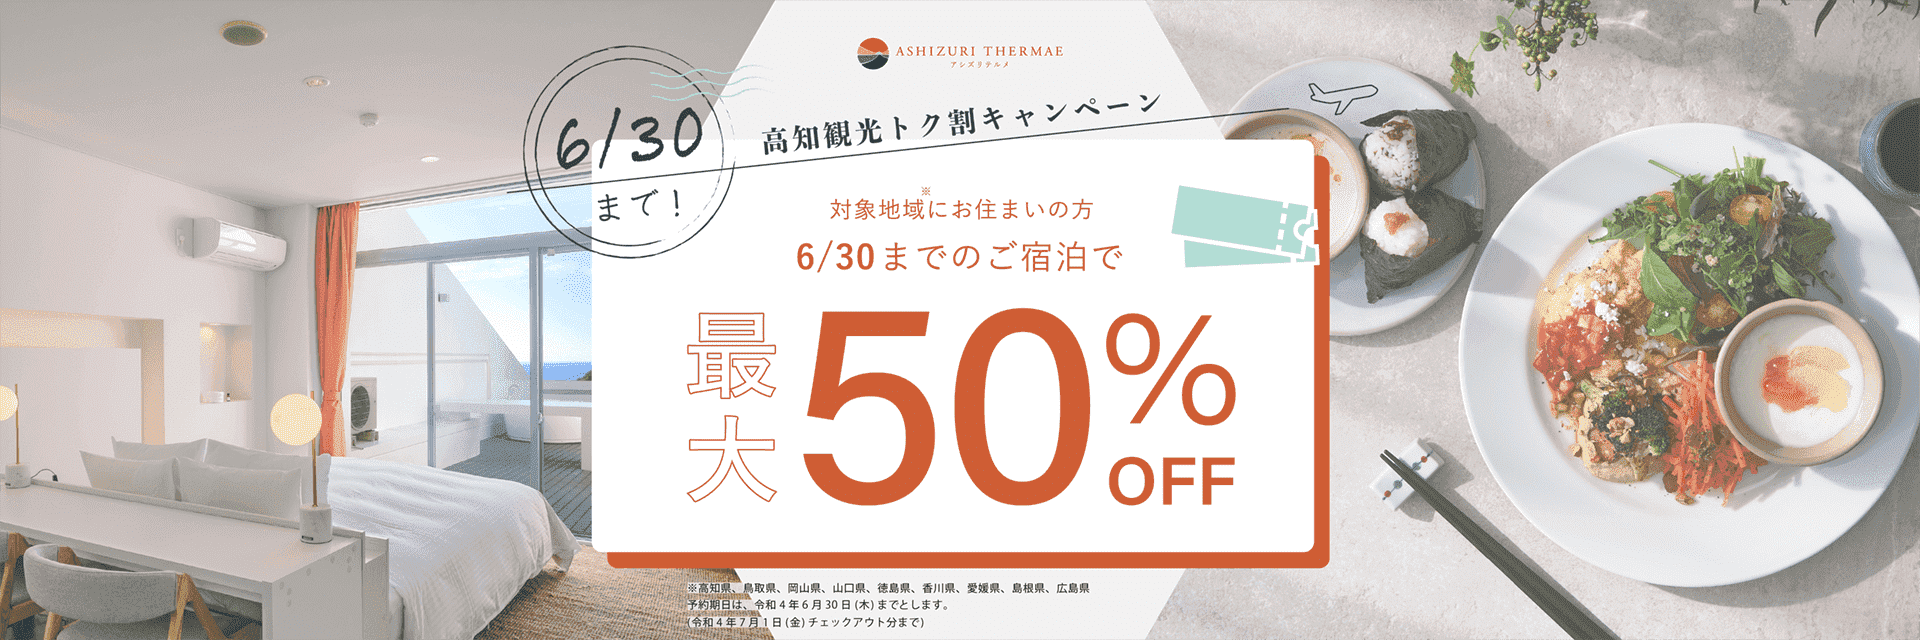 ASHIZURI THERMAE
アシズリテルメ
6/30
まで！
高知観光トク割キャンペーン
※
対象地域にお住まいの方
6/30までのご宿泊で
最大
50%
OFF
※高知県、鳥取県、岡山県、山口県、徳島県、香川県、愛媛県、島根県、広島県
予約期日は、令和4年6月30日(木)までとします。
(令和4年7月1日(金)チェックアウト分まで)